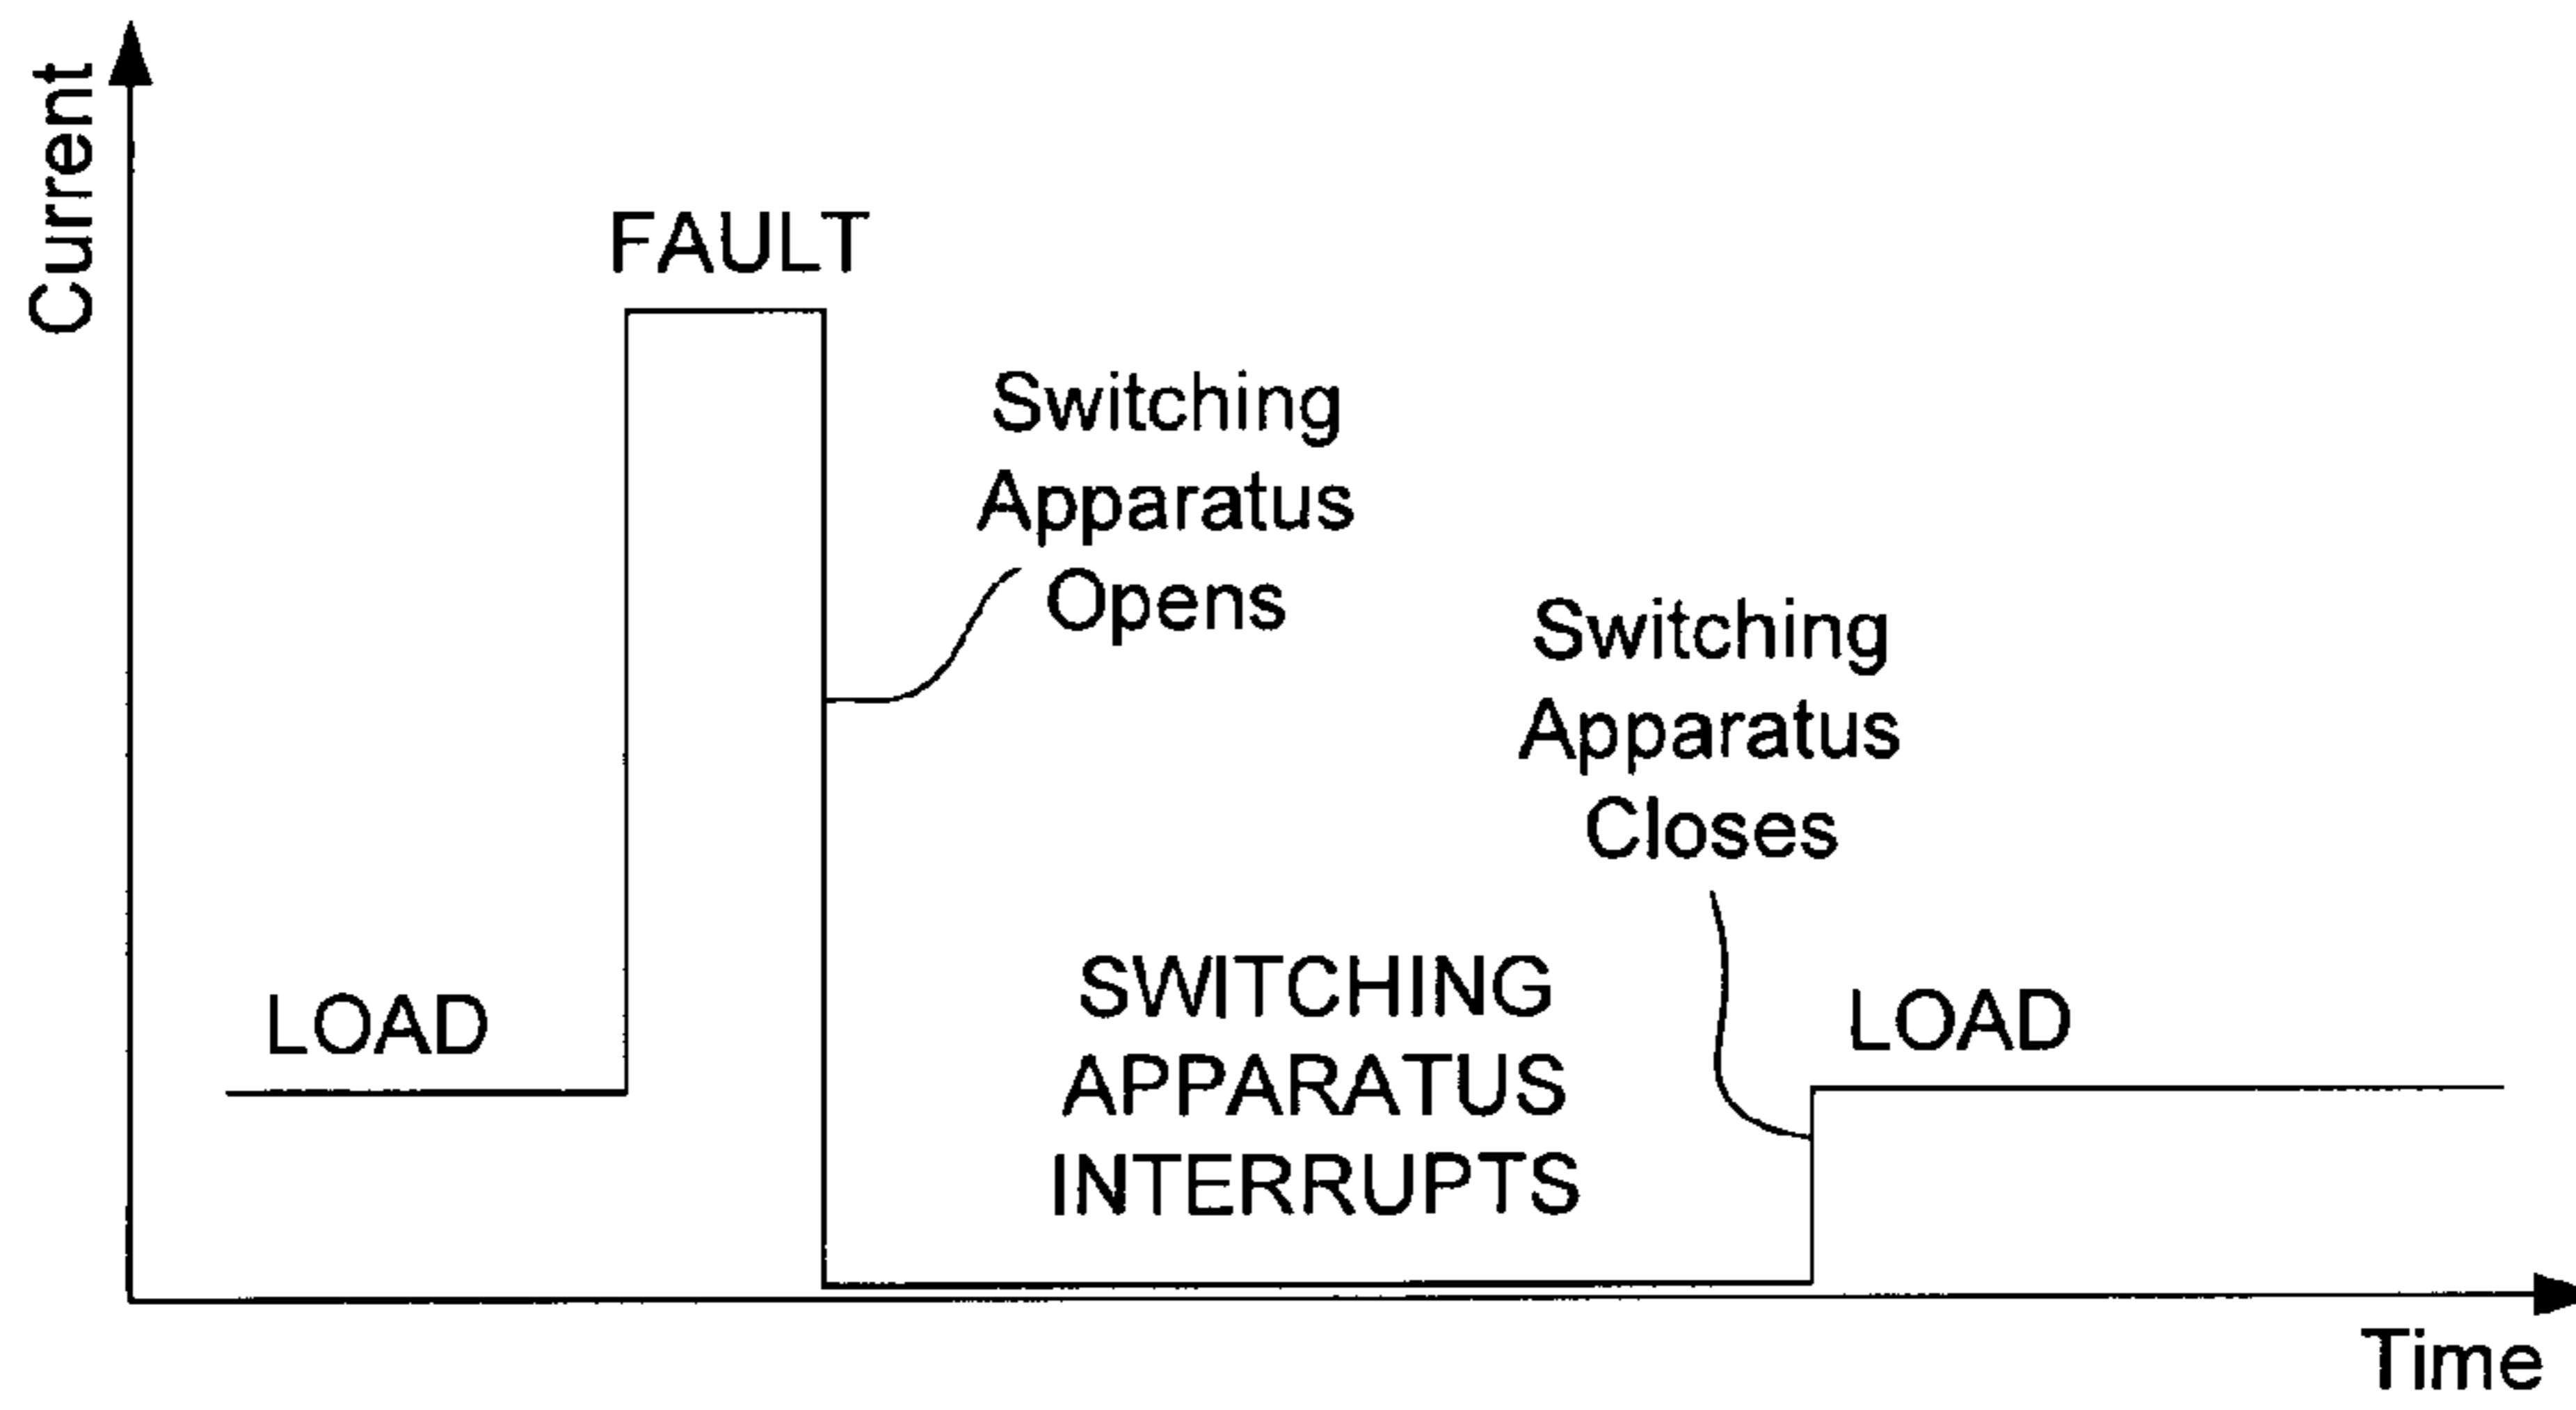 Current
FAULT
Switching
Apparatus
Opens
Switching
Apparatus
Closes
LOAD
SWITCHING
APPARATUS
INTERRUPTS
LOAD
Time